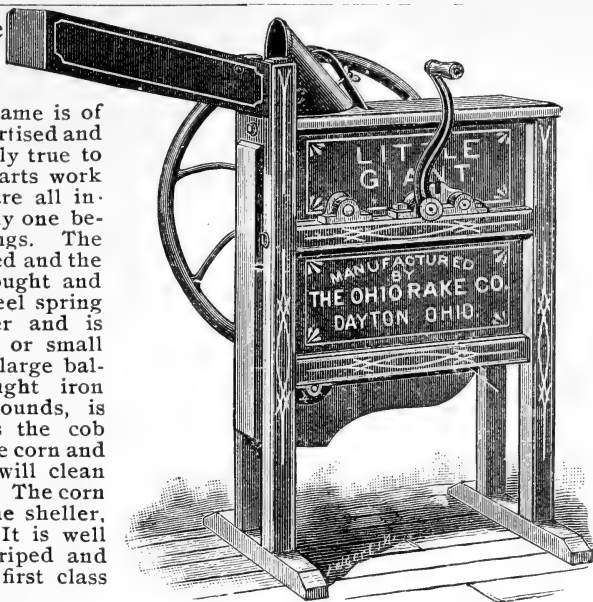 e
ame is of
rtised and
ly true to
arts work
are all in-
ly one be-
ngs. The
ed and the
ought and
eel spring
er and is
or small
large bal-
ught iron
ounds, is
s the cob
e corn and
will clean
The corn
ne sheller,
It is well
riped and
first class
LITTLE
GIANT
MANUFACTURED
BY
THE OHIO RAKE CO.
DAYTON OHIO.